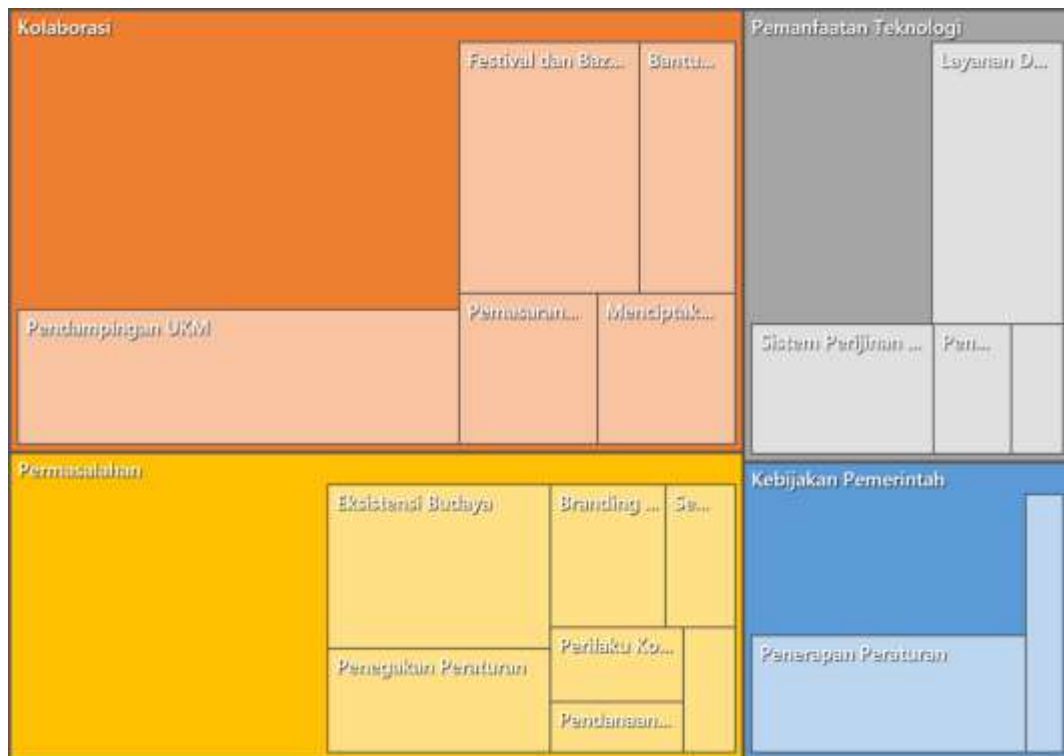 Kolaborasi
Festival dan Baz...
Bantu...
Pendampingan UKM
Pemasaran...
Menciptak...
Pemanfaatan Teknologi
Layanan D...
Sistem Perijinan ...
Pen...
Permasalahan
Eksistensi Budaya
Branding ...
Se...
Penegakan Peraturan
Perilaku Ko...
Pendanaan...
Kebijakan Pemerintah
Penerapan Peraturan